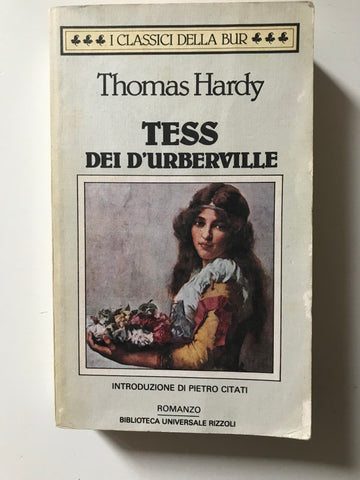 I CLASSICI DELLA BUR
Thomas Hardy
TESS
DEI D'URBERVILLE
INTRODUZIONE DI PIETRO CITATI
ROMANZO
BIBLIOTECA UNIVERSALE RIZZOLI